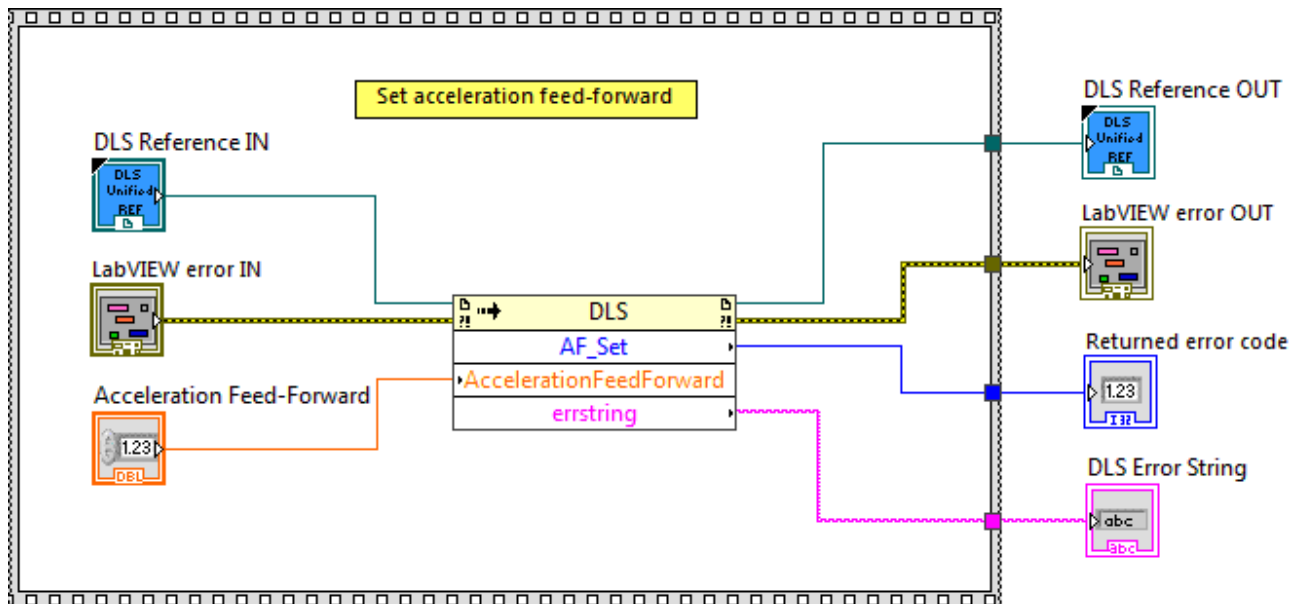 Set acceleration feed-forward
DLS Reference IN
DLS
Unified
REF
LabVIEW error IN
Acceleration Feed-Forward
1.23
DBL
?! DLS ?!
AF_Set
AccelerationFeedForward
errstring
DLS Reference OUT
DLS
Unified
REF
LabVIEW error OUT
Returned error code
1.23
I32
DLS Error String
abc
abc